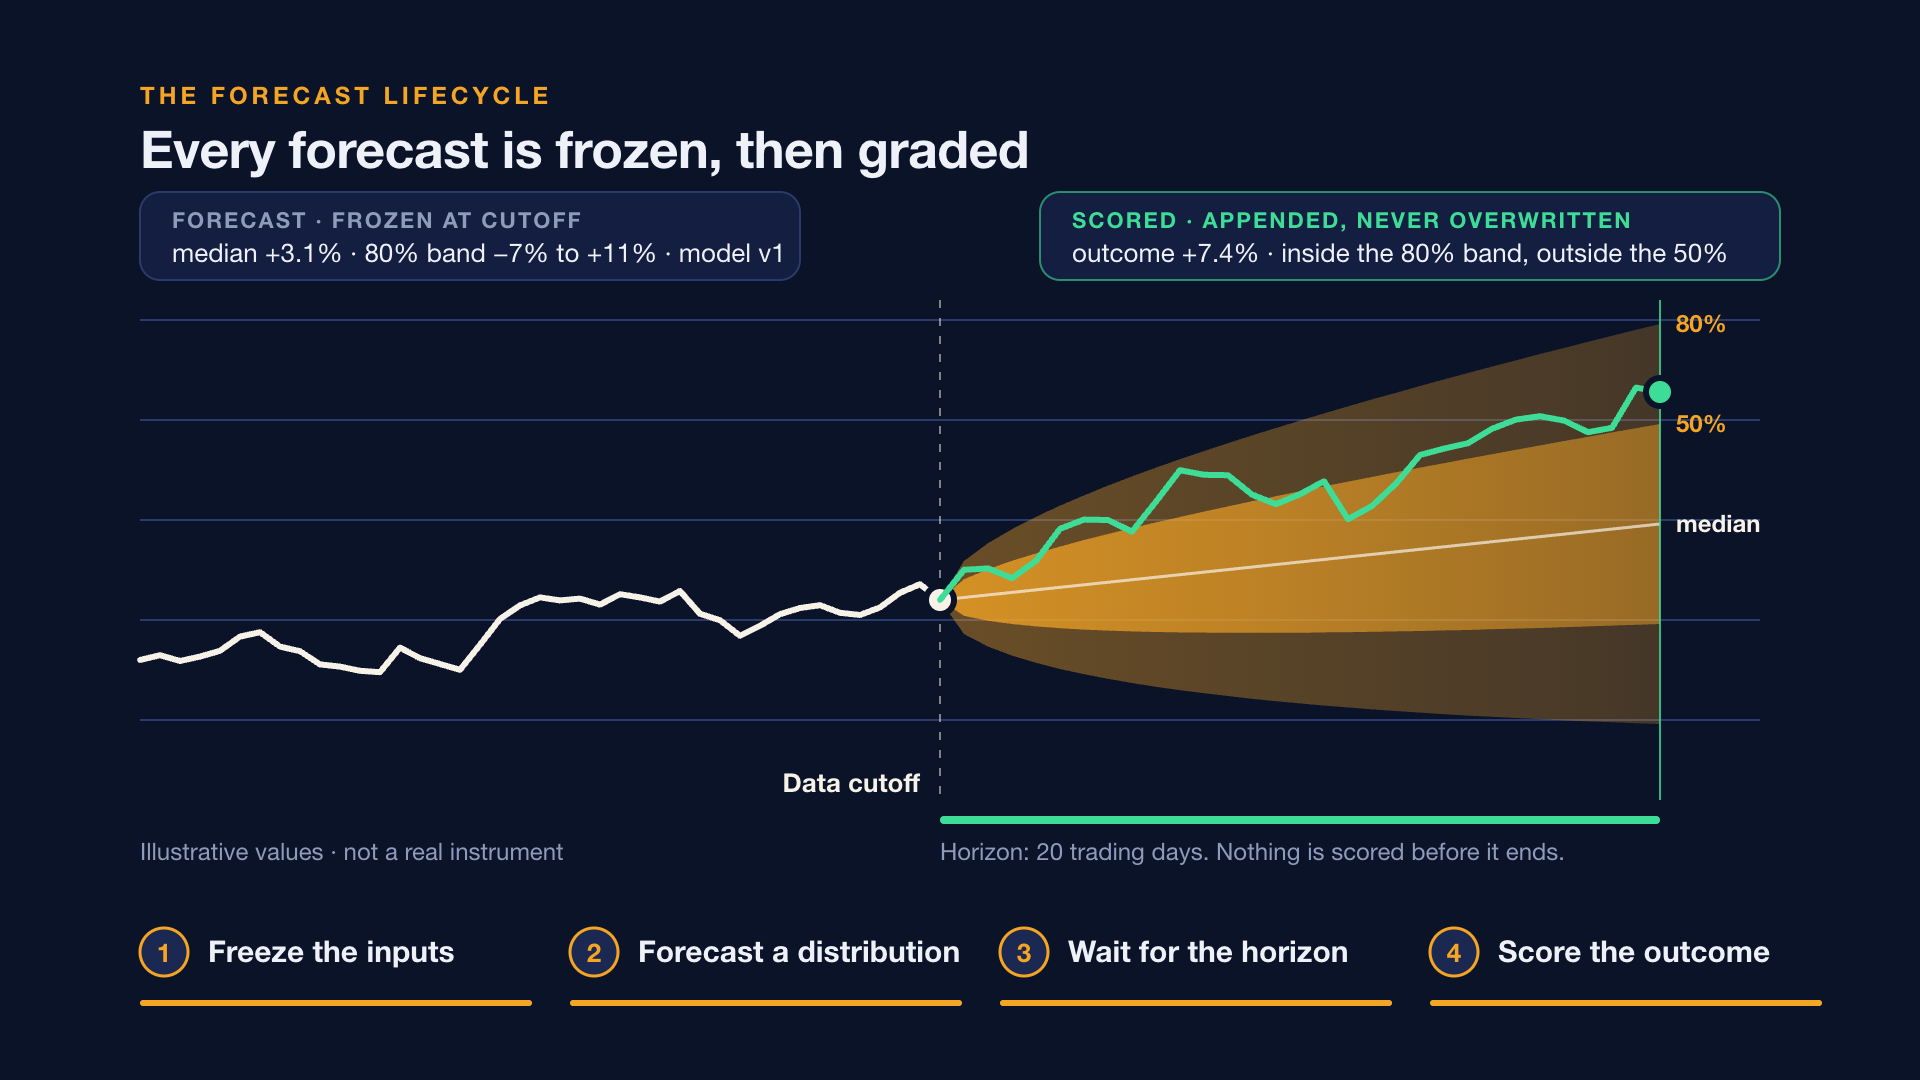 THE FORECAST LIFECYCLE
Every forecast is frozen, then graded
FORECAST · FROZEN AT CUTOFF
median +3.1% · 80% band −7% to +11% · model v1
SCORED · APPENDED, NEVER OVERWRITTEN
outcome +7.4% · inside the 80% band, outside the 50%
80%
50%
median
Data cutoff
Illustrative values · not a real instrument
Horizon: 20 trading days. Nothing is scored before it ends.
1 Freeze the inputs
2 Forecast a distribution
3 Wait for the horizon
4 Score the outcome